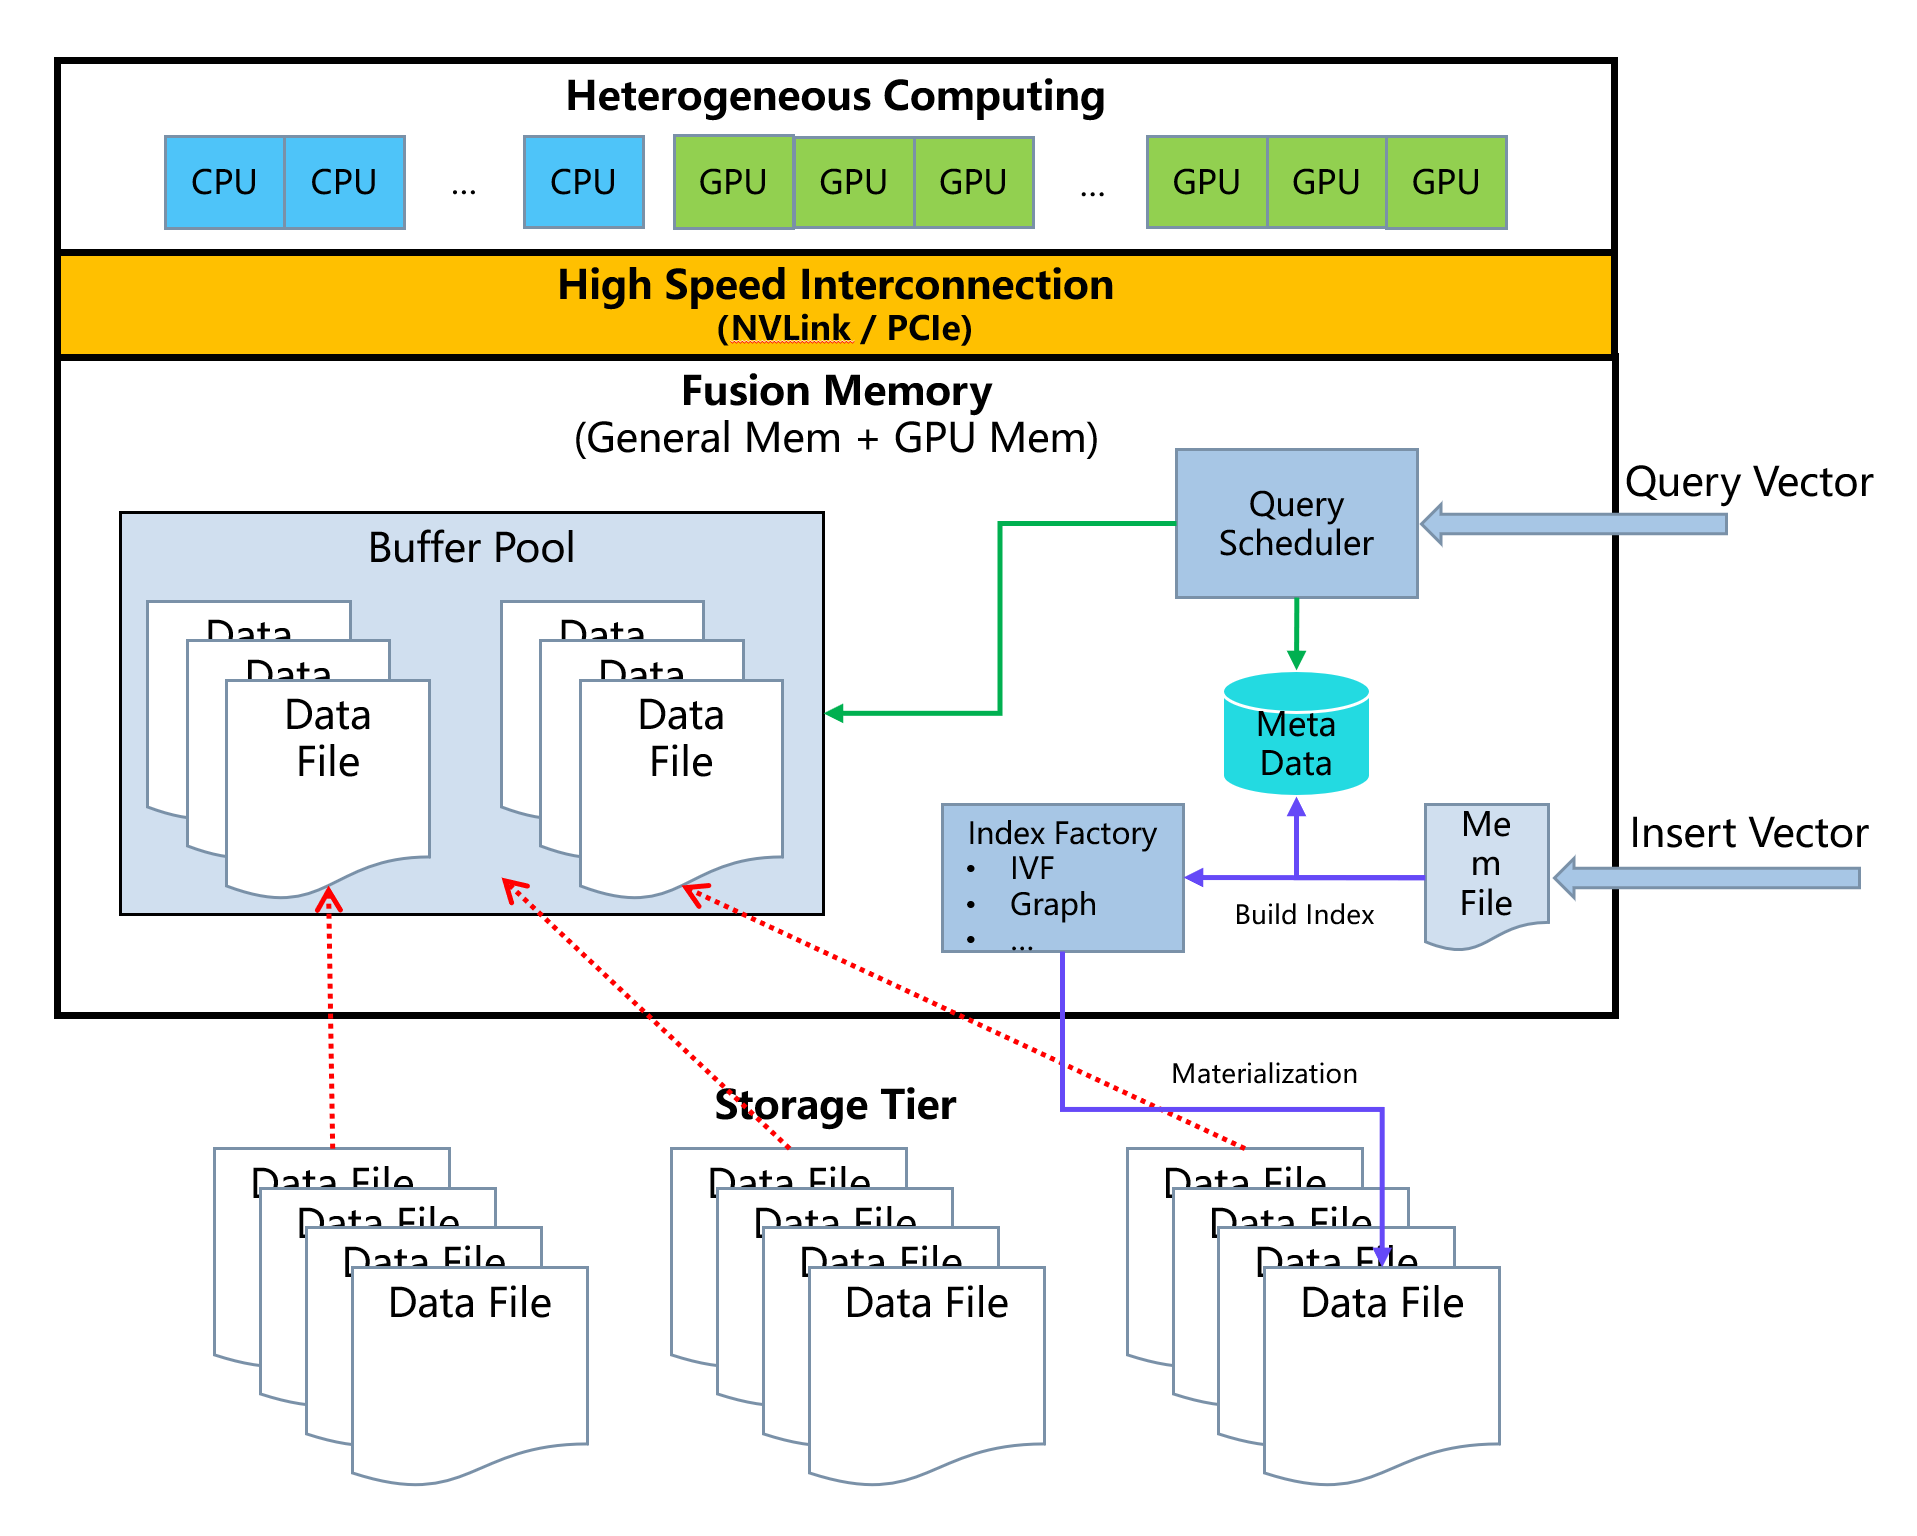 Heterogeneous Computing
CPU CPU ... CPU GPU GPU GPU ... GPU GPU GPU
High Speed Interconnection
(NVLink / PCIe)
Fusion Memory
(General Mem + GPU Mem)
Query
Scheduler
Query Vector
Buffer Pool
Data
Data
Data
File
Data
Data
Data
File
Meta
Data
Index Factory
• IVF
• Graph
• ...
Build Index
Me
m
File
Insert Vector
Materialization
Storage Tier
Data File
Data File
Data File
Data File
Data File
Data File
Data File
Data File
Data File
Data File
Data File
Data File